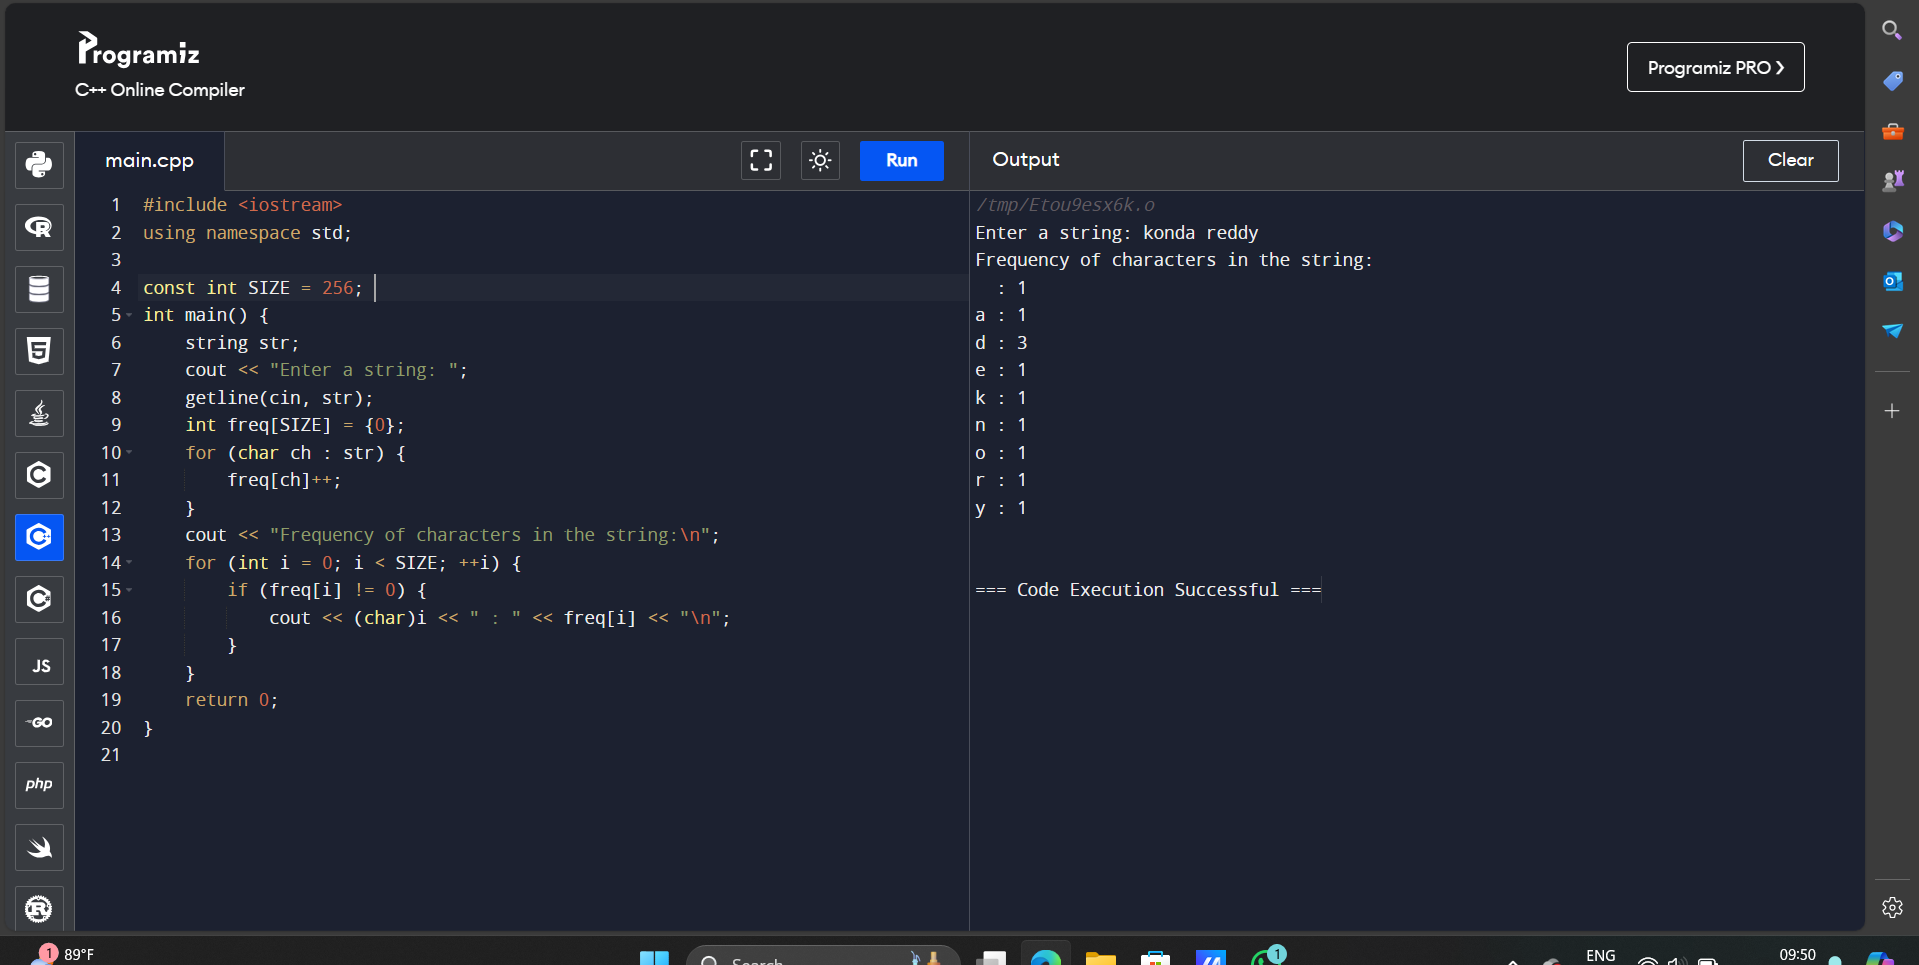 Programiz
C++ Online Compiler
Programiz PRO ›
main.cpp
Run
Output
Clear
1 #include <iostream>
2 using namespace std;
3
4 const int SIZE = 256;
5 int main() {
6 string str;
7 cout << "Enter a string: ";
8 getline(cin, str);
9 int freq[SIZE] = {0};
10 for (char ch : str) {
11 freq[ch]++;
12 }
13 cout << "Frequency of characters in the string:\n";
14 for (int i = 0; i < SIZE; ++i) {
15 if (freq[i] != 0) {
16 cout << (char)i << " : " << freq[i] << "\n";
17 }
18 }
19 return 0;
20 }
21
/tmp/Etou9esx6k.o
Enter a string: konda reddy
Frequency of characters in the string:
: 1
a : 1
d : 3
e : 1
k : 1
n : 1
o : 1
r : 1
y : 1
=== Code Execution Successful ===
R
5
C
C++
C#
JS
GO
php
R
1
89°F
Search
1
ENG
09:50